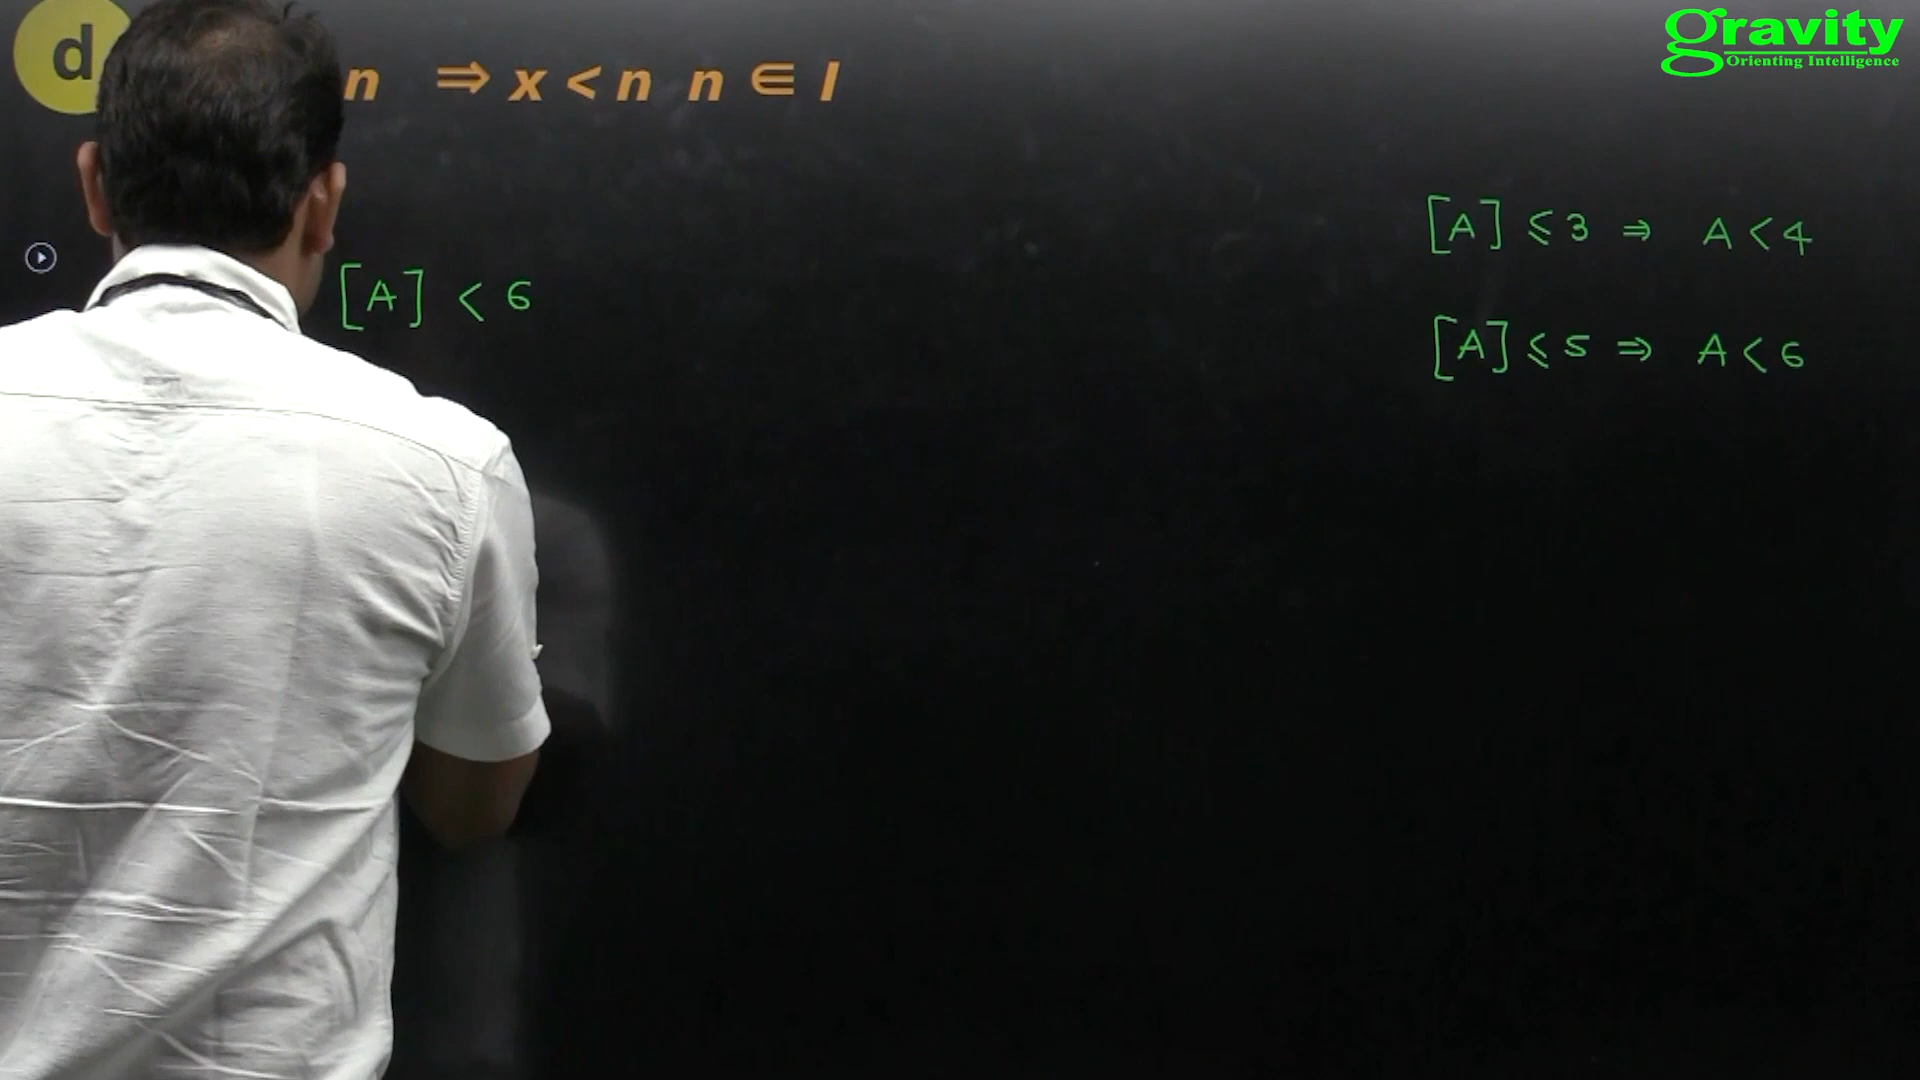 gravity
Orienting Intelligence
d
n ⇒ x < n n ∈ I
[A] ⩽ 3 ⇒ A < 4
[A] < 6
[A] ⩽ 5 ⇒ A < 6